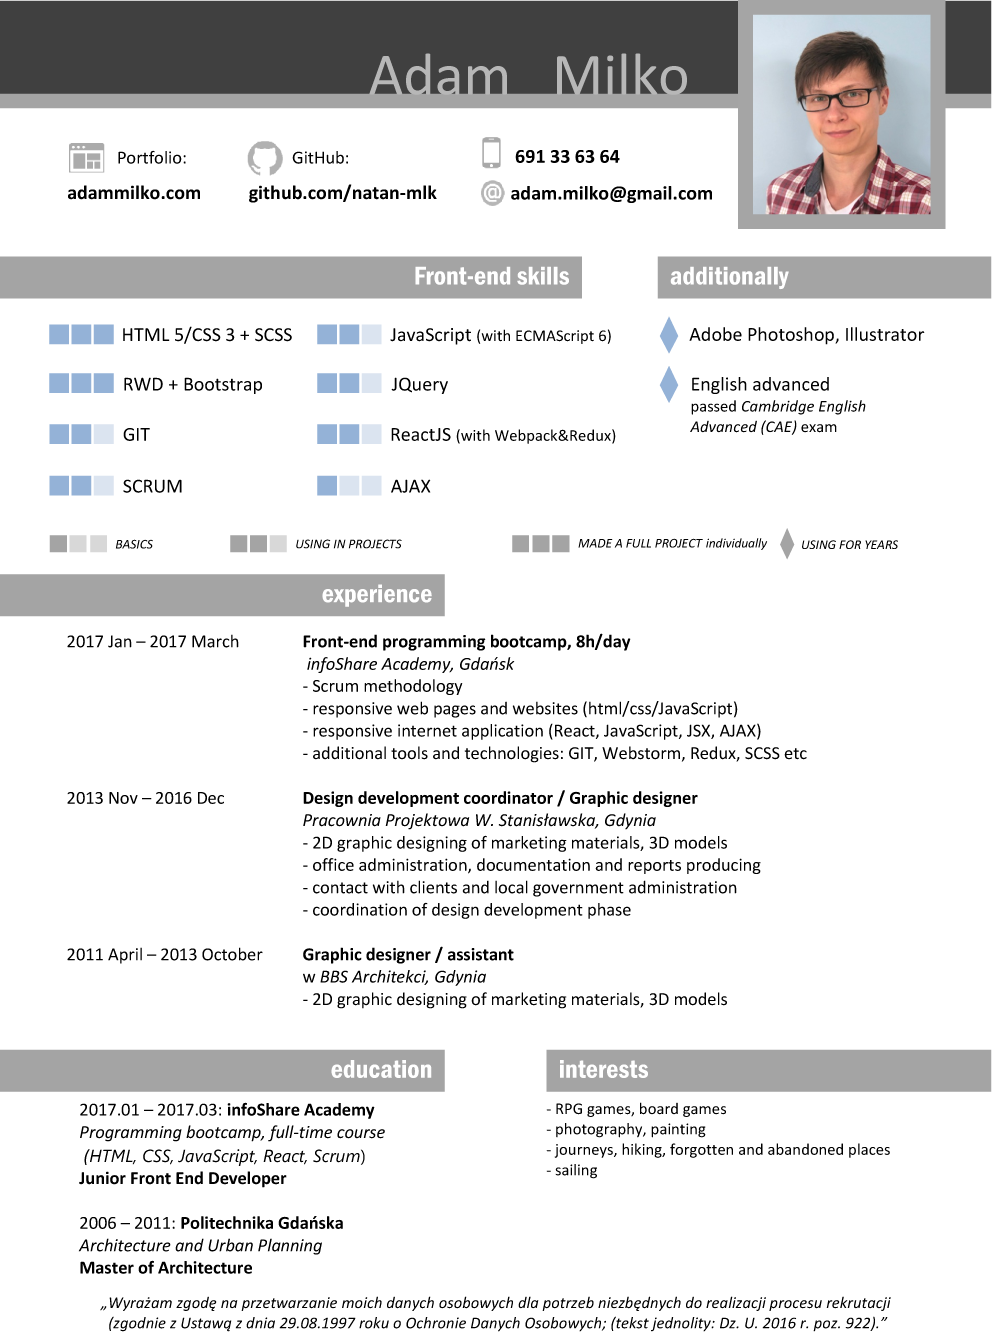 Adam Milko
Portfolio:
adammilko.com
GitHub:
github.com/natan-mlk
691 33 63 64
@ adam.milko@gmail.com
Front-end skills
HTML 5/CSS 3 + SCSS
JavaScript (with ECMAScript 6)
RWD + Bootstrap
JQuery
GIT
ReactJS (with Webpack&Redux)
SCRUM
AJAX
additionally
Adobe Photoshop, Illustrator
English advanced
passed Cambridge English
Advanced (CAE) exam
BASICS
USING IN PROJECTS
MADE A FULL PROJECT individually
USING FOR YEARS
experience
2017 Jan – 2017 March
Front-end programming bootcamp, 8h/day
infoShare Academy, Gdańsk
- Scrum methodology
- responsive web pages and websites (html/css/JavaScript)
- responsive internet application (React, JavaScript, JSX, AJAX)
- additional tools and technologies: GIT, Webstorm, Redux, SCSS etc
2013 Nov – 2016 Dec
Design development coordinator / Graphic designer
Pracownia Projektowa W. Stanisławska, Gdynia
- 2D graphic designing of marketing materials, 3D models
- office administration, documentation and reports producing
- contact with clients and local government administration
- coordination of design development phase
2011 April – 2013 October
Graphic designer / assistant
w BBS Architekci, Gdynia
- 2D graphic designing of marketing materials, 3D models
education
2017.01 – 2017.03: infoShare Academy
Programming bootcamp, full-time course
(HTML, CSS, JavaScript, React, Scrum)
Junior Front End Developer
2006 – 2011: Politechnika Gdańska
Architecture and Urban Planning
Master of Architecture
interests
- RPG games, board games
- photography, painting
- journeys, hiking, forgotten and abandoned places
- sailing
„Wyrażam zgodę na przetwarzanie moich danych osobowych dla potrzeb niezbędnych do realizacji procesu rekrutacji
(zgodnie z Ustawą z dnia 29.08.1997 roku o Ochronie Danych Osobowych; (tekst jednolity: Dz. U. 2016 r. poz. 922).”